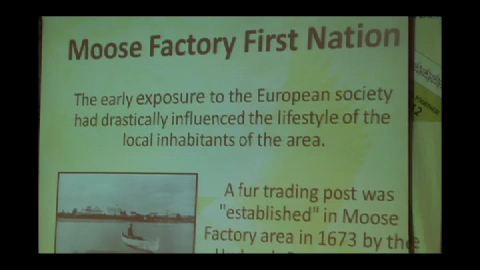 Moose Factory First Nation
The early exposure to the European society
had drastically influenced the lifestyle of the
local inhabitants of the area.
A fur trading post was
"established" in Moose
Factory area in 1673 by the